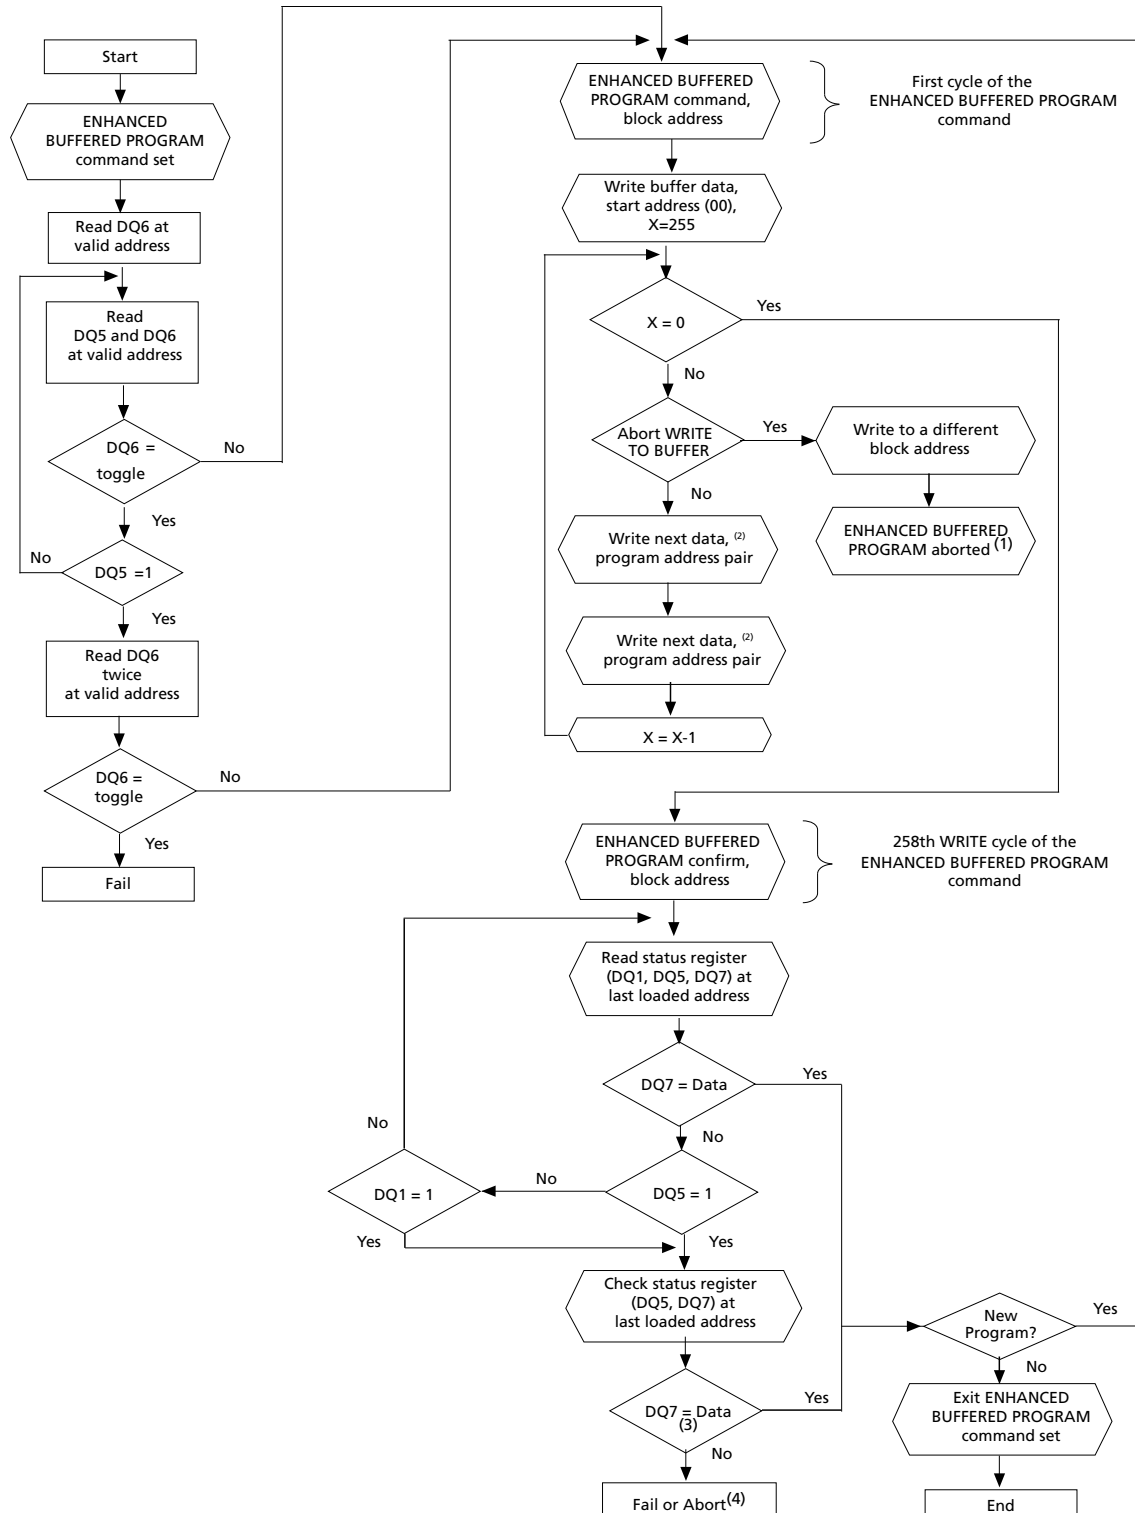 Start
ENHANCED
BUFFERED PROGRAM
command set
Read DQ6 at
valid address
Read
DQ5 and DQ6
at valid address
DQ6 =
toggle
No
Yes
No
DQ5 =1
Yes
Read DQ6
twice
at valid address
DQ6 =
toggle
No
Yes
Fail
ENHANCED BUFFERED
PROGRAM command,
block address
First cycle of the
ENHANCED BUFFERED PROGRAM
command
Write buffer data,
start address (00),
X=255
X = 0
Yes
No
Abort WRITE
TO BUFFER
Yes
Write to a different
block address
No
ENHANCED BUFFERED
PROGRAM aborted (1)
Write next data, (2)
program address pair
Write next data, (2)
program address pair
X = X-1
ENHANCED BUFFERED
PROGRAM confirm,
block address
258th WRITE cycle of the
ENHANCED BUFFERED PROGRAM
command
Read status register
(DQ1, DQ5, DQ7) at
last loaded address
DQ7 = Data
Yes
No
No
DQ1 = 1
No
DQ5 = 1
Yes
Yes
Check status register
(DQ5, DQ7) at
last loaded address
New
Program?
Yes
No
DQ7 = Data
(3)
Yes
No
Exit ENHANCED
BUFFERED PROGRAM
command set
Fail or Abort(4)
End